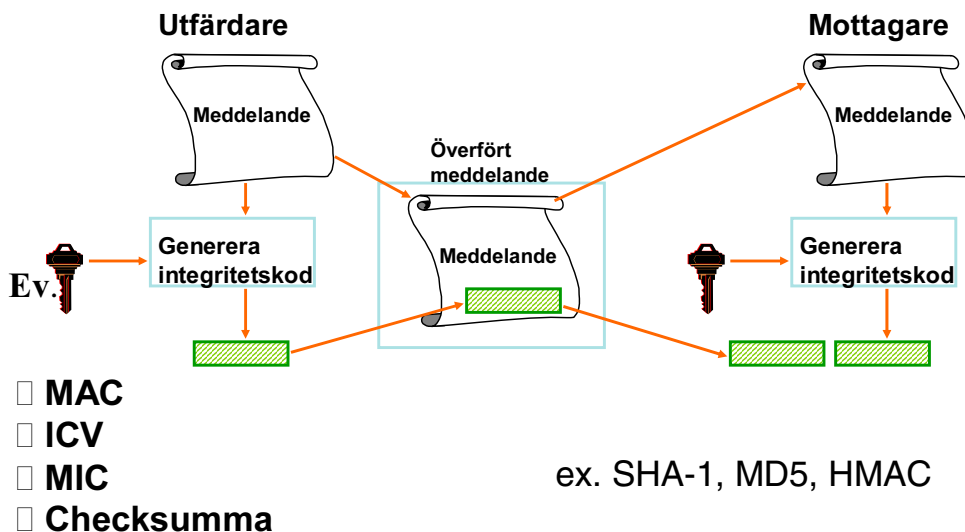 Utfärdare
Mottagare
Meddelande
Meddelande
Överfört
meddelande
Meddelande
Generera
integritetskod
Generera
integritetskod
Ev.
MAC
ICV
MIC
Checksumma
ex. SHA-1, MD5, HMAC